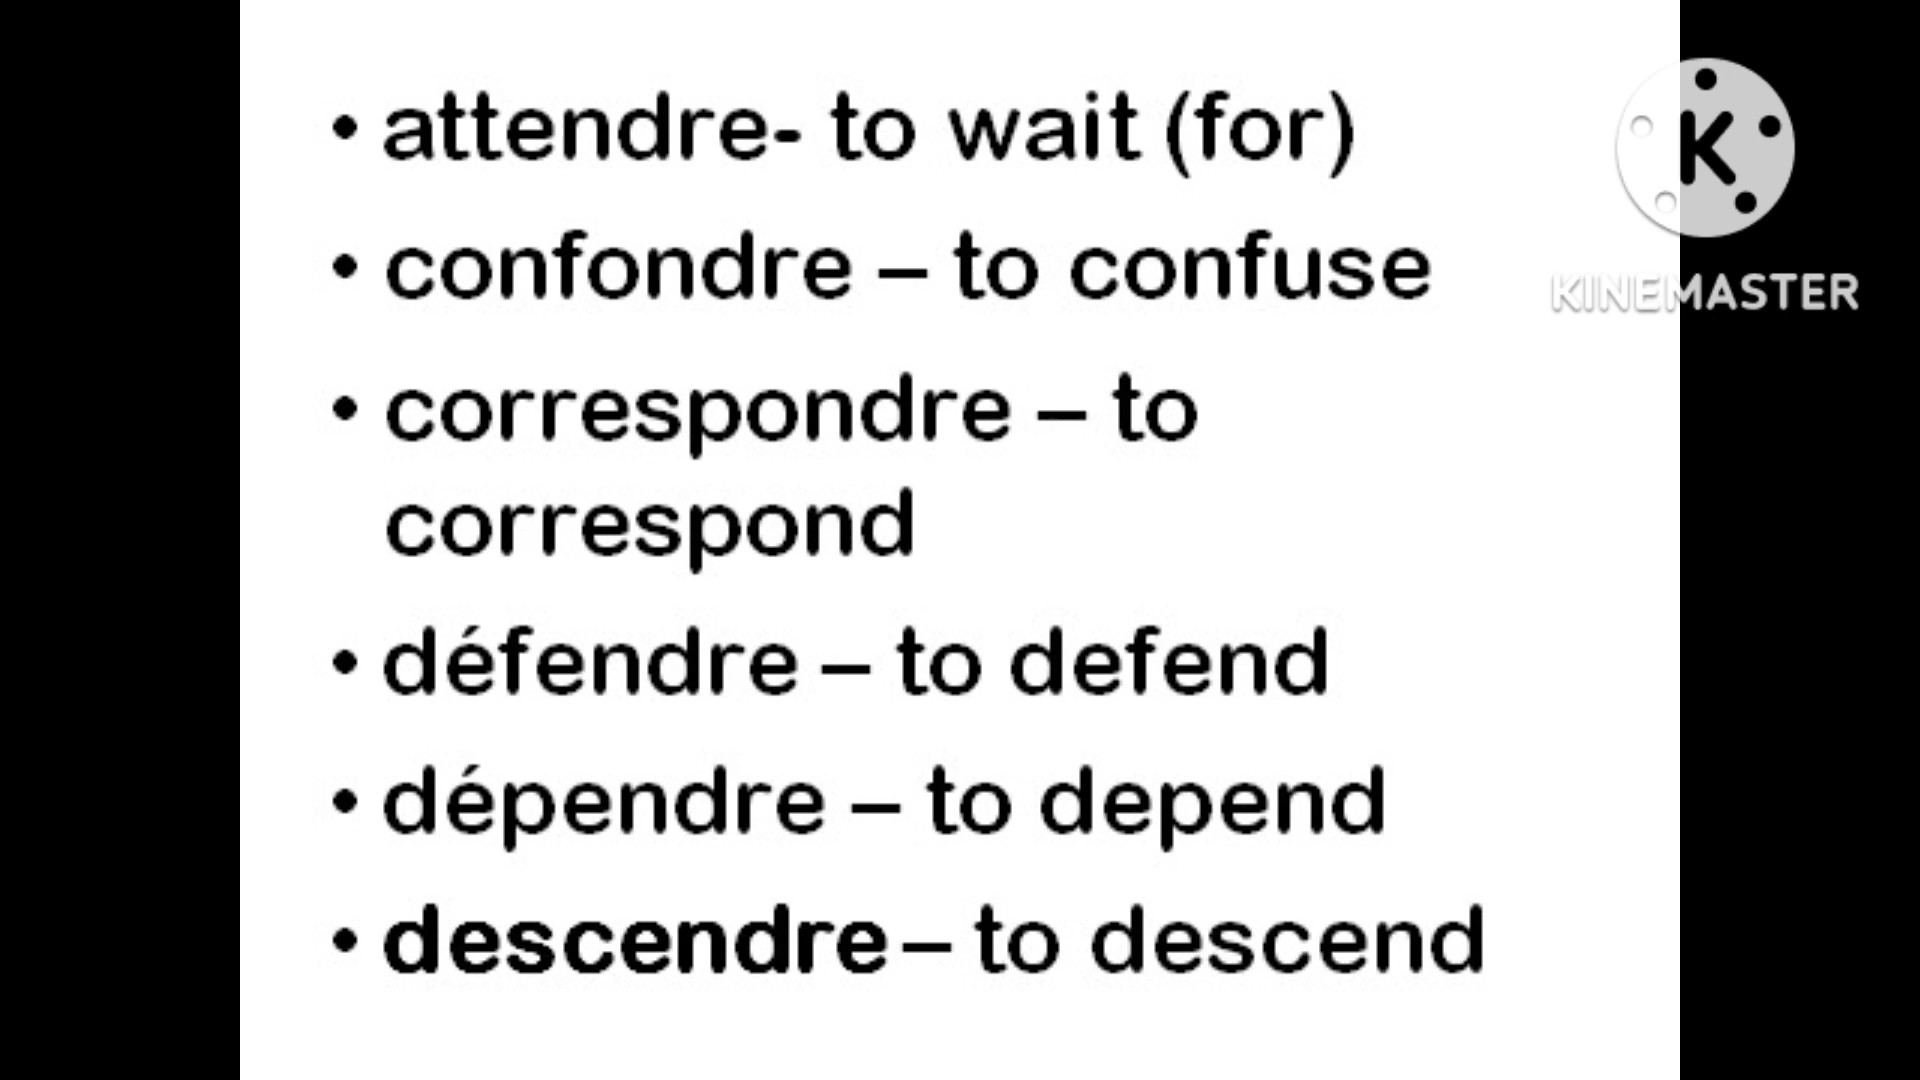 • attendre- to wait (for)
• confondre – to confuse
• correspondre – to
correspond
• défendre – to defend
• dépendre – to depend
• descendre – to descend
K
KINEMASTER